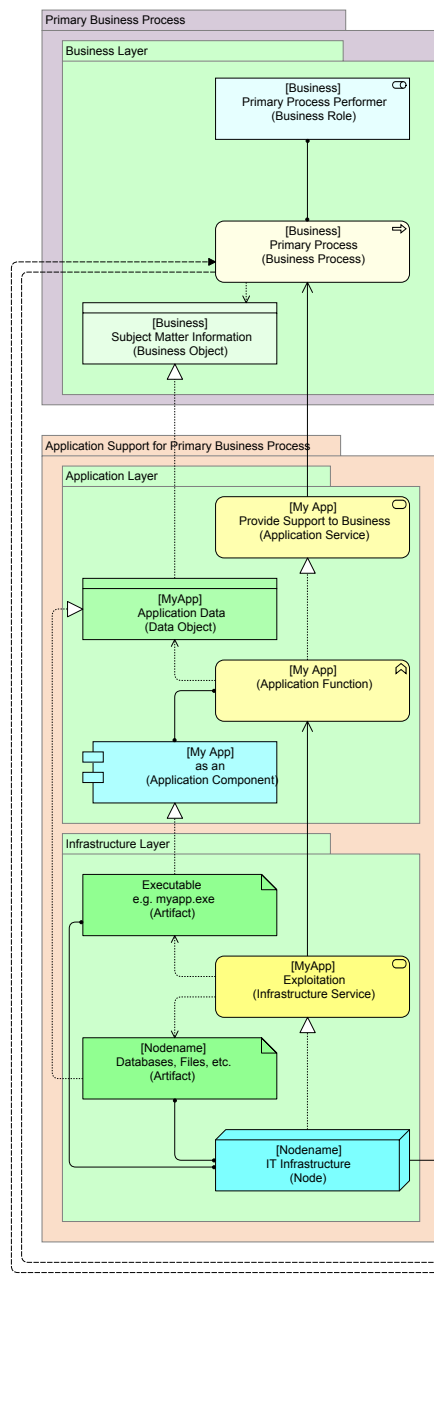 Primary Business Process
Business Layer
[Business]
Primary Process Performer
(Business Role)
[Business]
Primary Process
(Business Process)
[Business]
Subject Matter Information
(Business Object)
Application Support for Primary Business Process
Application Layer
[My App]
Provide Support to Business
(Application Service)
[MyApp]
Application Data
(Data Object)
[My App]
(Application Function)
[My App]
as an
(Application Component)
Infrastructure Layer
Executable
e.g. myapp.exe
(Artifact)
[MyApp]
Exploitation
(Infrastructure Service)
[Nodename]
Databases, Files, etc.
(Artifact)
[Nodename]
IT Infrastructure
(Node)